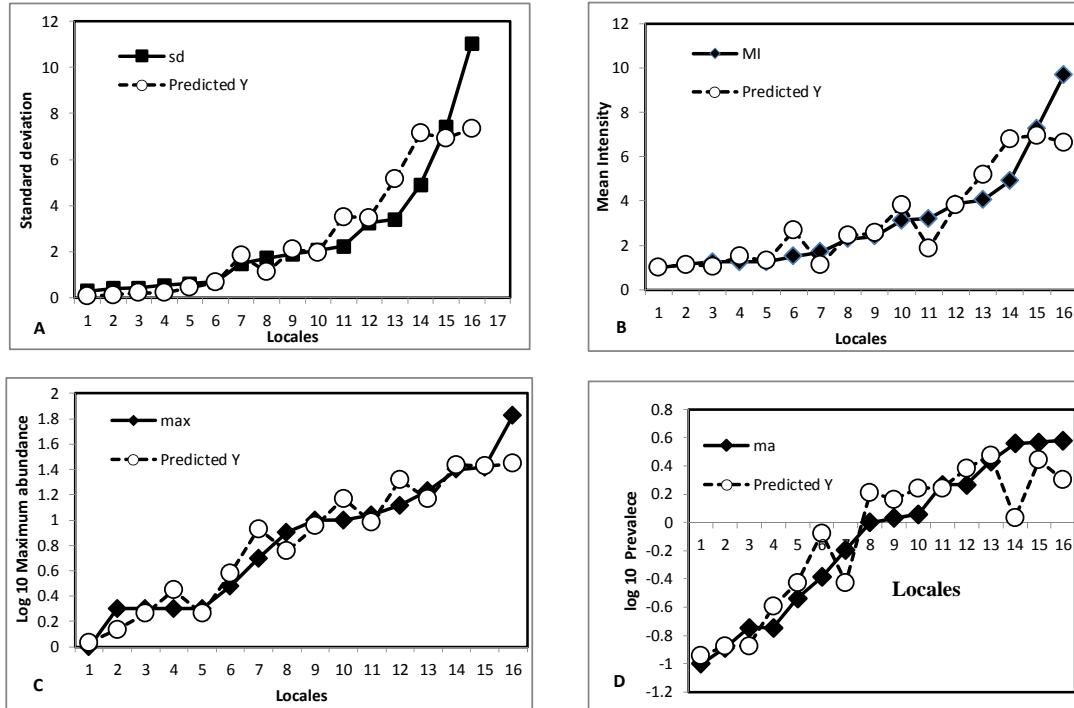 12
10
8
6
4
2
0
Standard deviation
sd
Predicted Y
1 2 3 4 5 6 7 8 9 10 11 12 13 14 15 16 17
Locales
A
12
10
8
6
4
2
0
Mean Intensity
MI
Predicted Y
1 2 3 4 5 6 7 8 9 10 11 12 13 14 15 16
Locales
B
2
1.8
1.6
1.4
1.2
1
0.8
0.6
0.4
0.2
0
Log 10 Maximum abundance
max
Predicted Y
1 2 3 4 5 6 7 8 9 10 11 12 13 14 15 16
Locales
C
0.8
0.6
0.4
0.2
0
-0.2
-0.4
-0.6
-0.8
-1
-1.2
log 10 Prevalece
ma
Predicted Y
1 2 3 4 5 6 7 8 9 10 11 12 13 14 15 16
Locales
D